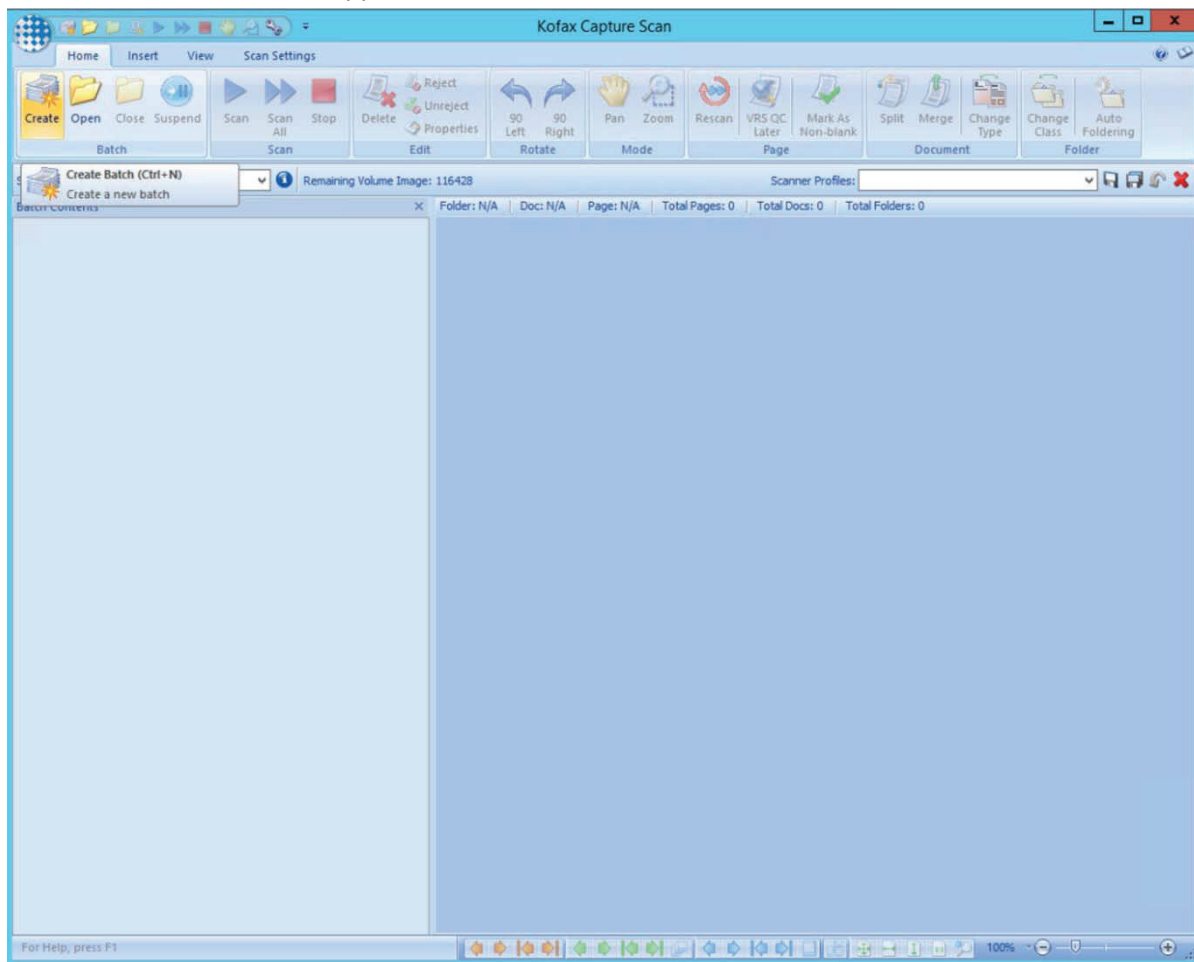 Kofax Capture Scan
Home Insert View Scan Settings
Create Open Close Suspend Scan Scan All Stop Delete Reject Unreject Properties 90 Left 90 Right Pan Zoom Rescan VRS QC Later Mark As Non-blank Split Merge Change Type Change Class Auto Foldering
Batch Scan Edit Rotate Mode Page Document Folder
Create Batch (Ctrl+N)
Create a new batch
Remaining Volume Image: 116428 Scanner Profiles:
Batch Contents Folder: N/A Doc: N/A Page: N/A Total Pages: 0 Total Docs: 0 Total Folders: 0
For Help, press F1 100%